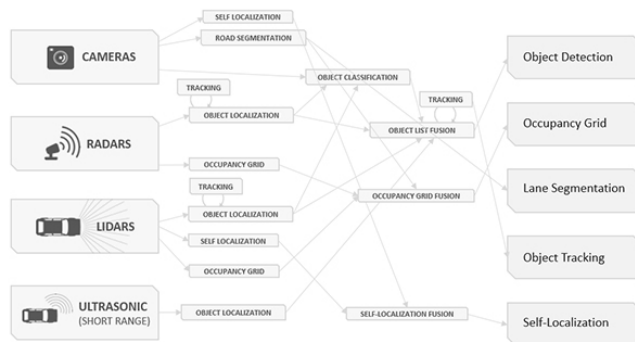 SELF LOCALIZATION
ROAD SEGMENTATION
CAMERAS
OBJECT CLASSIFICATION
Object Detection
TRACKING
TRACKING
OBJECT LOCALIZATION
OBJECT LIST FUSION
Occupancy Grid
RADARS
OCCUPANCY GRID
TRACKING
OCCUPANCY GRID FUSION
Lane Segmentation
OBJECT LOCALIZATION
LIDARS
SELF LOCALIZATION
OCCUPANCY GRID
Object Tracking
ULTRASONIC
(SHORT RANGE)
OBJECT LOCALIZATION
SELF-LOCALIZATION FUSION
Self-Localization